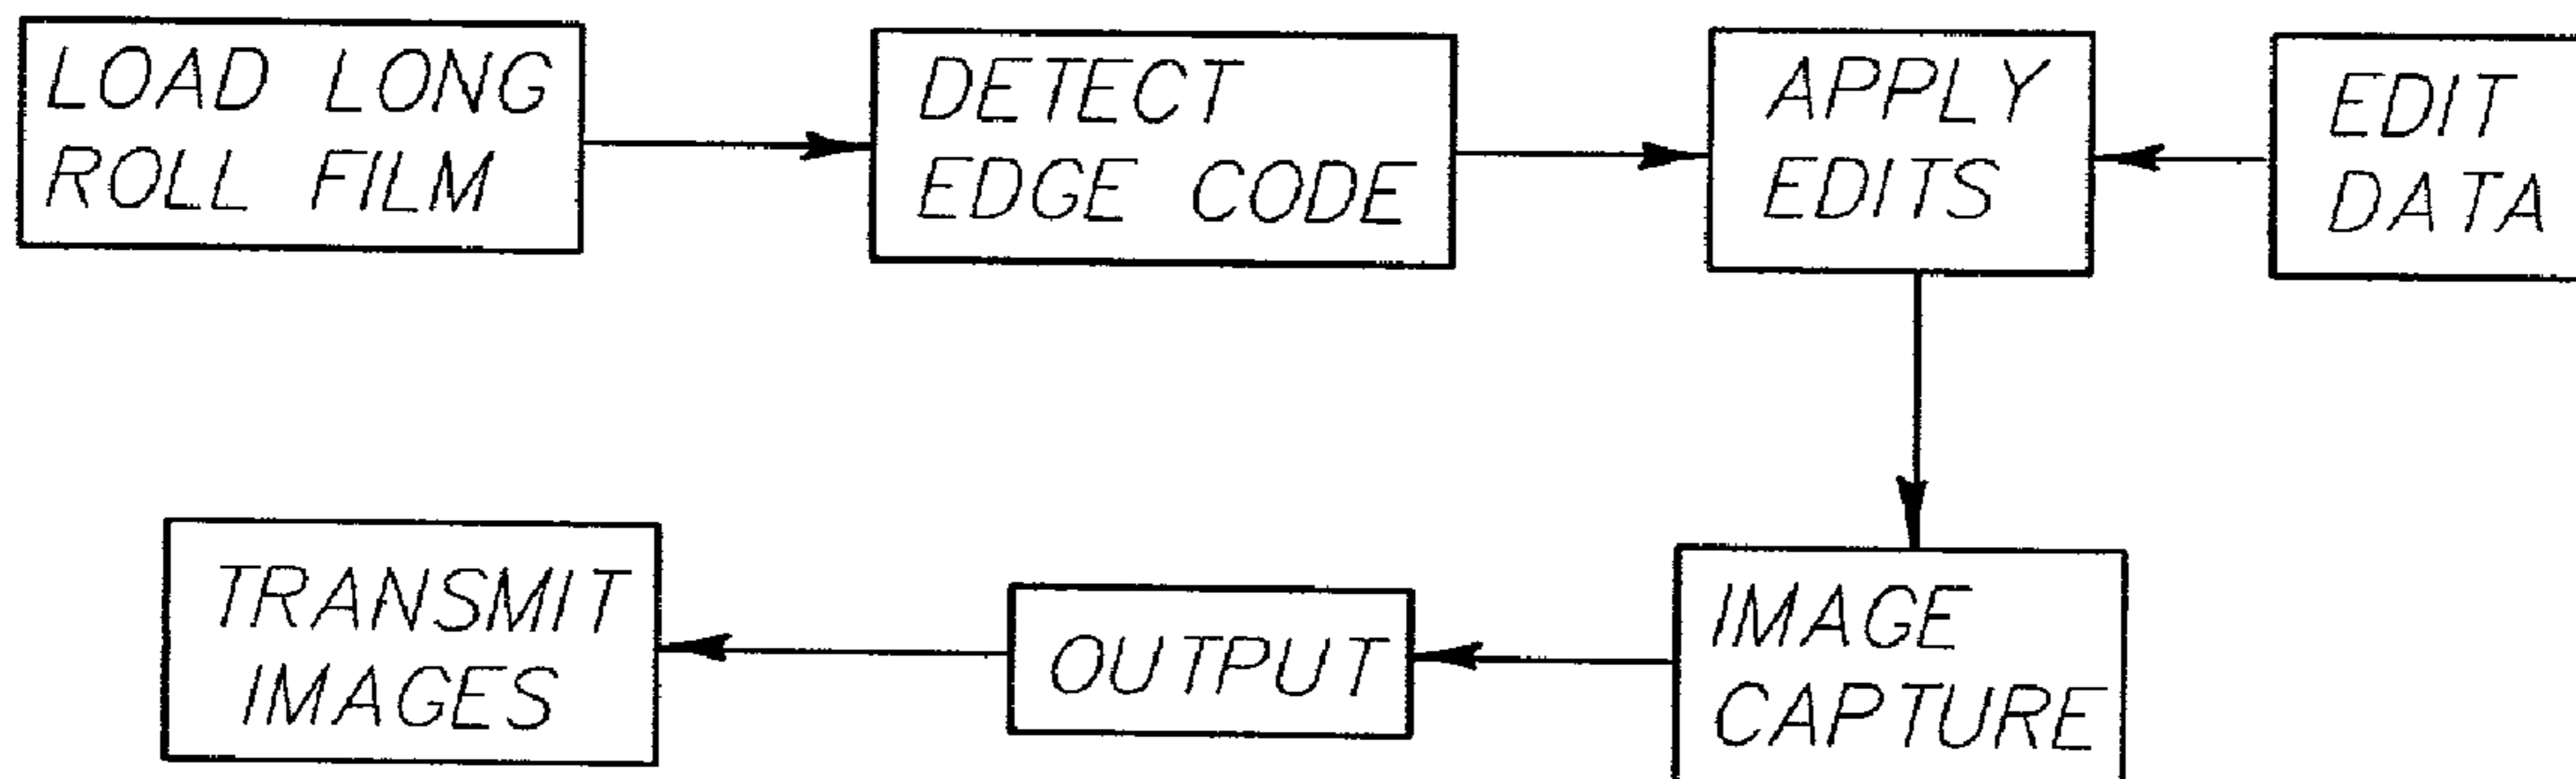 LOAD LONG
ROLL FILM
DETECT
EDGE CODE
APPLY
EDITS
EDIT
DATA
TRANSMIT
IMAGES
OUTPUT
IMAGE
CAPTURE